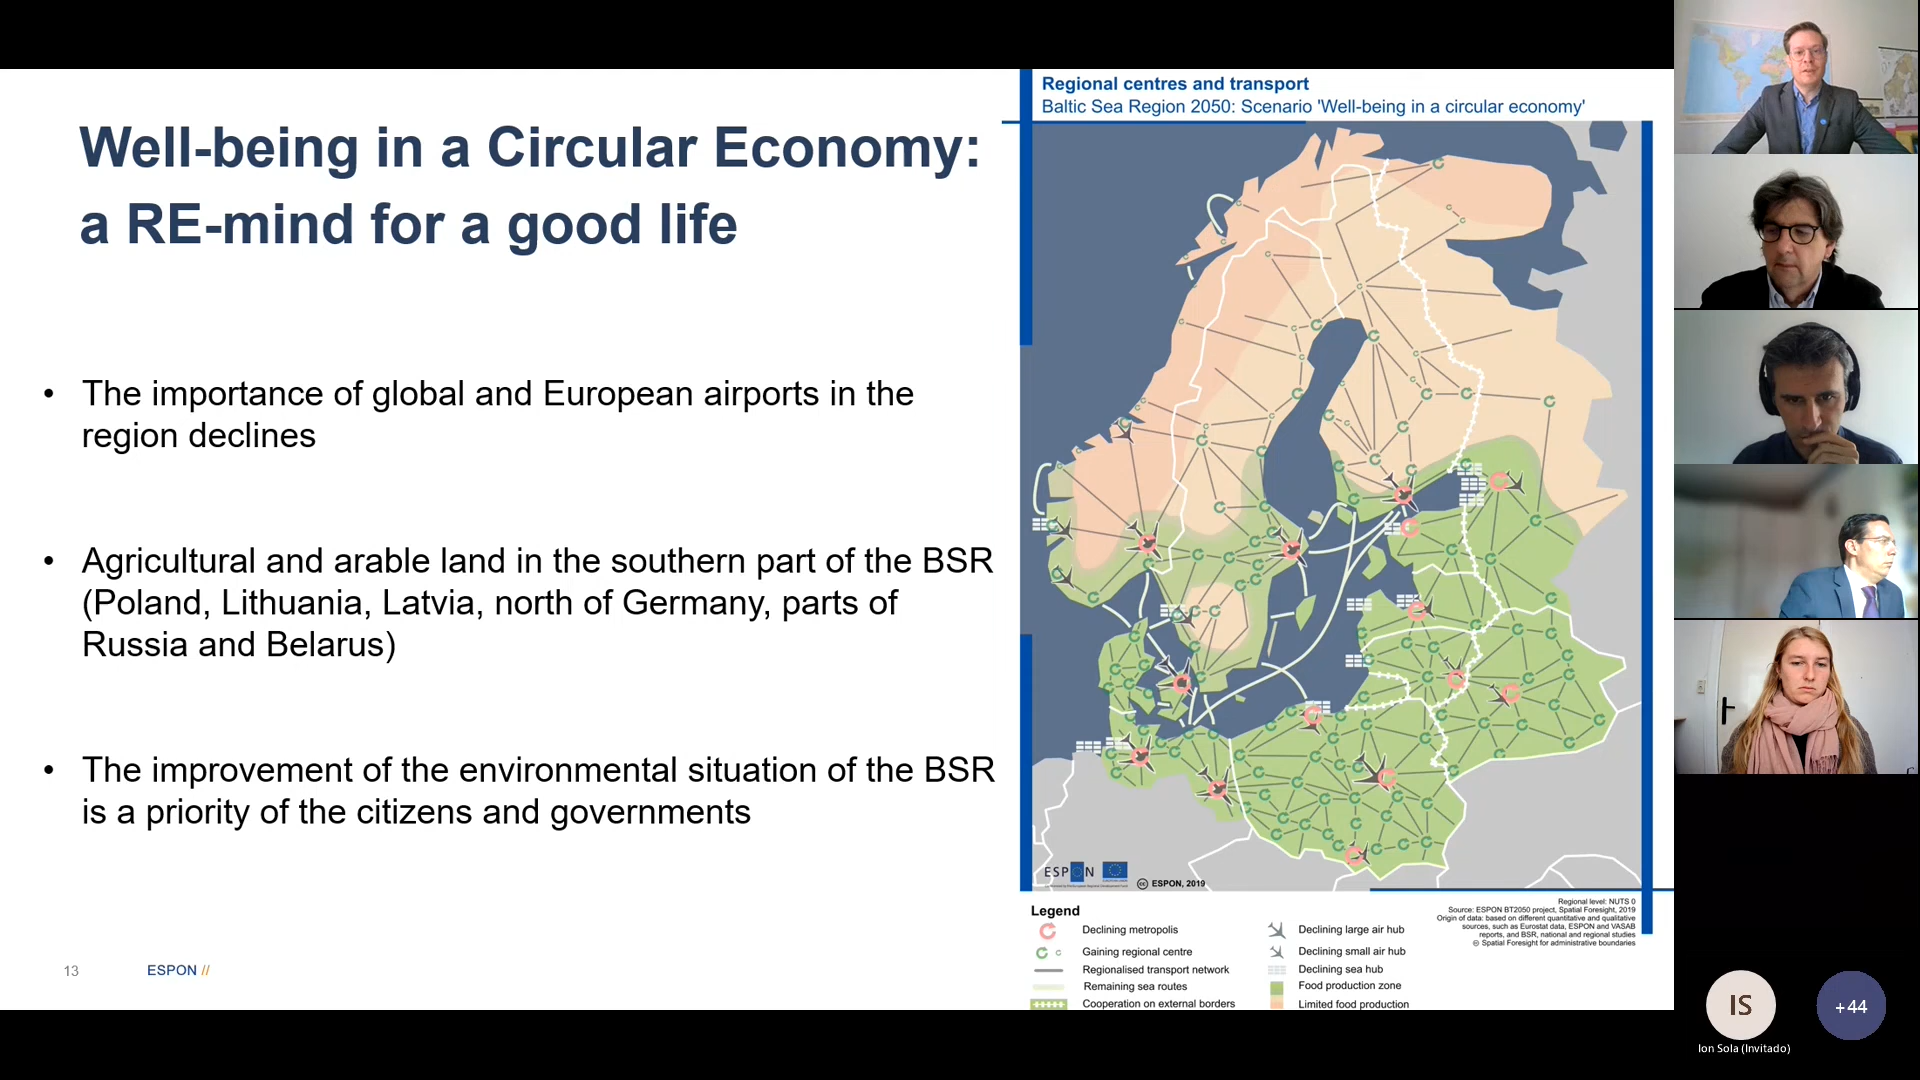 Well-being in a Circular Economy:
a RE-mind for a good life
• The importance of global and European airports in the
region declines
• Agricultural and arable land in the southern part of the BSR
(Poland, Lithuania, Latvia, north of Germany, parts of
Russia and Belarus)
• The improvement of the environmental situation of the BSR
is a priority of the citizens and governments
13
ESPON //
Regional centres and transport
Baltic Sea Region 2050: Scenario 'Well-being in a circular economy'
ESPON
© ESPON, 2019
Legend
Declining metropolis
Gaining regional centre
Regionalised transport network
Remaining sea routes
Cooperation on external borders
Declining large air hub
Declining small air hub
Declining sea hub
Food production zone
Limited food production
Regional level: NUTS 0
Source: ESPON BT2050 project, Spatial Foresight, 2019
Origin of data: based on different quantitative and qualitative
sources, such as Eurostat data, ESPON and VASAB
reports, and BSR, national and regional studies
© Spatial Foresight for administrative boundaries
IS
+44
Ion Sola (Invitado)